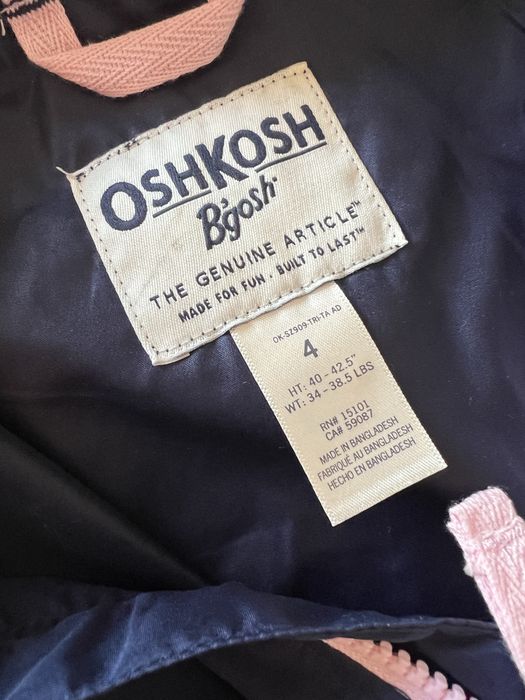 OSHKOSH
B'gosh
THE GENUINE ARTICLE™
MADE FOR FUN · BUILT TO LAST™
OK-SZ909-TRI-TA AD
4
HT: 40 - 42.5"
WT: 34 - 38.5 LBS
RN# 15101
CA# 59087
MADE IN BANGLADESH
FABRIQUÉ AU BANGLADESH
HECHO EN BANGLADESH